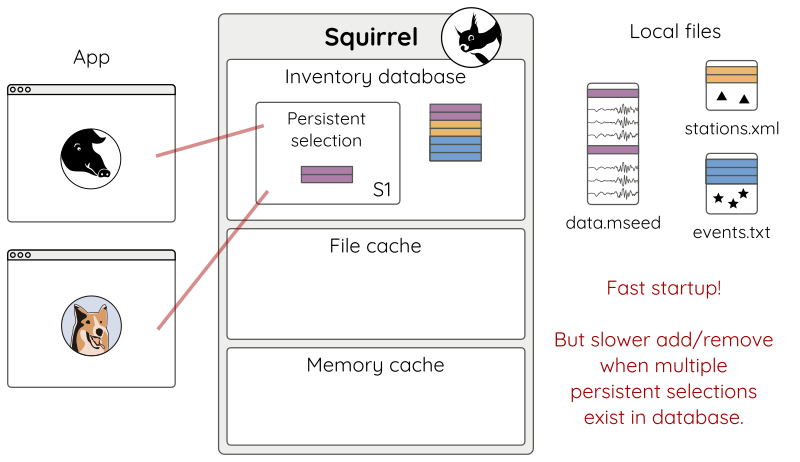 App
Squirrel
Inventory database
Persistent
selection
S1
File cache
Memory cache
Local files
data.mseed
stations.xml
events.txt
Fast startup!
But slower add/remove
when multiple
persistent selections
exist in database.